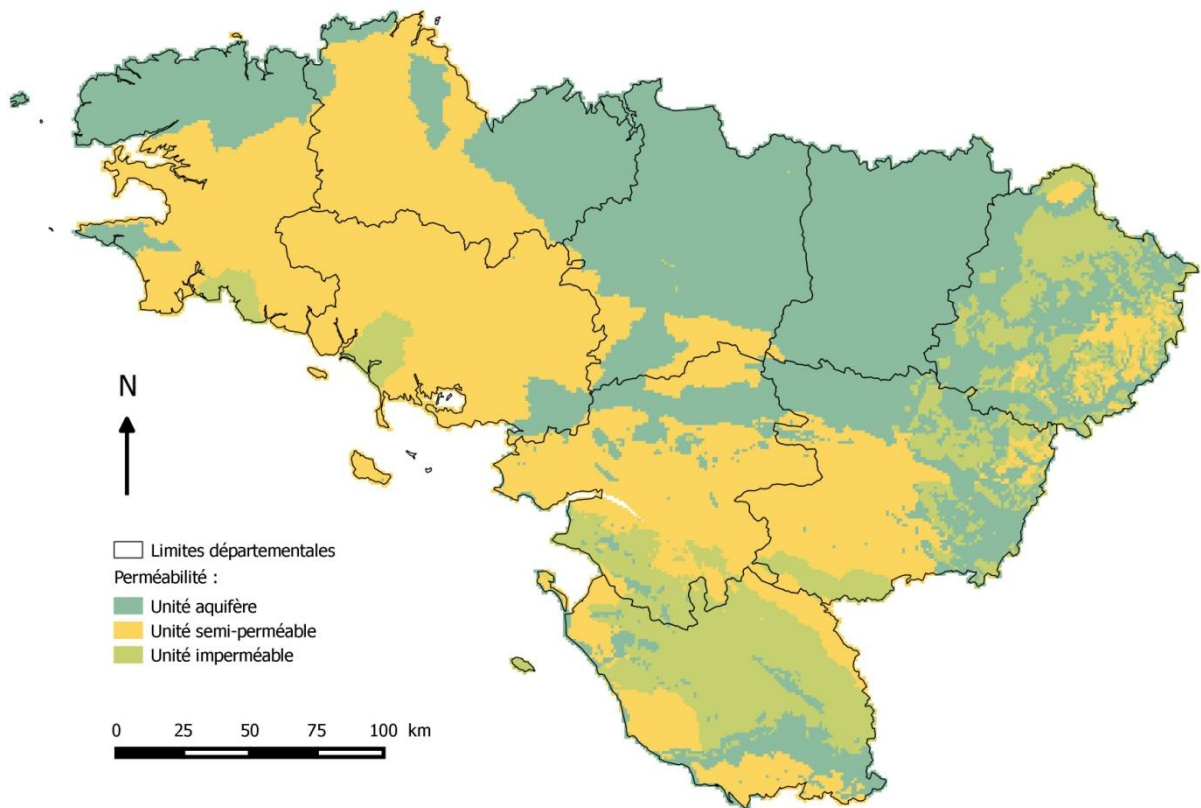 N
Limites départementales
Perméabilité :
Unité aquifère
Unité semi-perméable
Unité imperméable
0 25 50 75 100 km